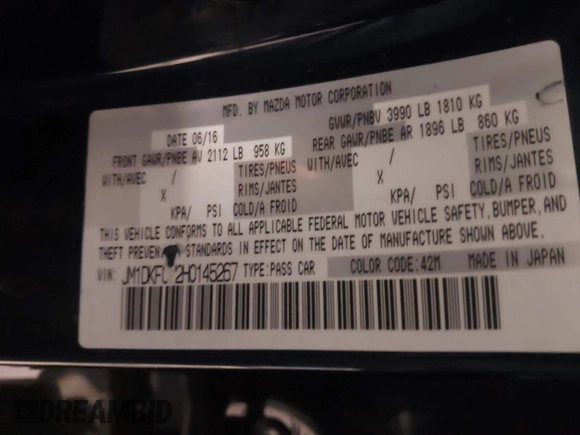 MFD. BY MAZDA MOTOR CORPORATION
DATE 06/16 GVWR/PNBV 3990 LB 1810 KG
FRONT GAWR/PNBE AV 2112 LB 958 KG REAR GAWR/PNBE AR 1896 LB 860 KG
WITH/AVEC / TIRES/PNEUS WITH/AVEC / TIRES/PNEUS
X RIMS/JANTES X RIMS/JANTES
KPA/ PSI COLD/A FROID KPA/ PSI COLD/A FROID
THIS VEHICLE CONFORMS TO ALL APPLICABLE FEDERAL MOTOR VEHICLE SAFETY, BUMPER, AND
THEFT STANDARDS IN EFFECT ON THE DATE OF MANUFACTURE SHOWN ABOVE.
VIN: TYPE: PASS CAR COLOR CODE: 42M MADE IN JAPAN
DREAMBID